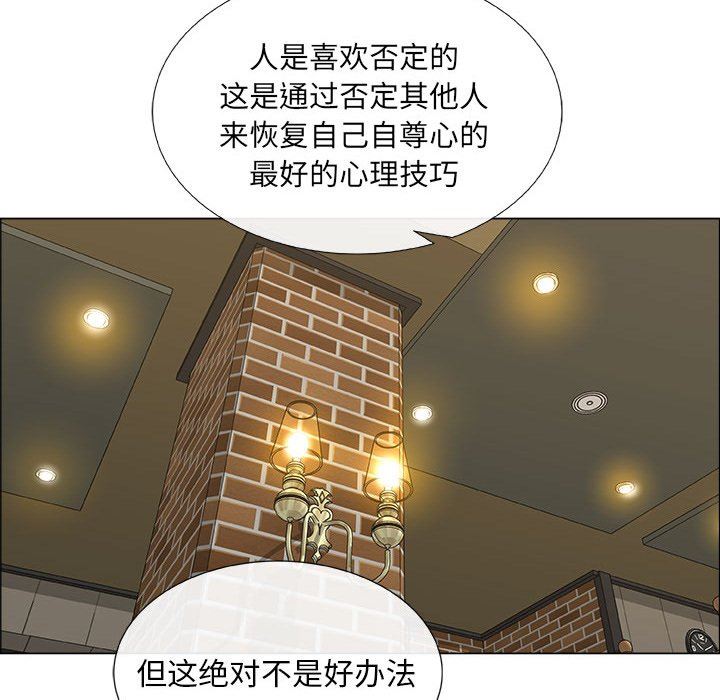 人是喜欢否定的
这是通过否定其他人
来恢复自己自尊心的
最好的心理技巧
但这绝对不是好办法